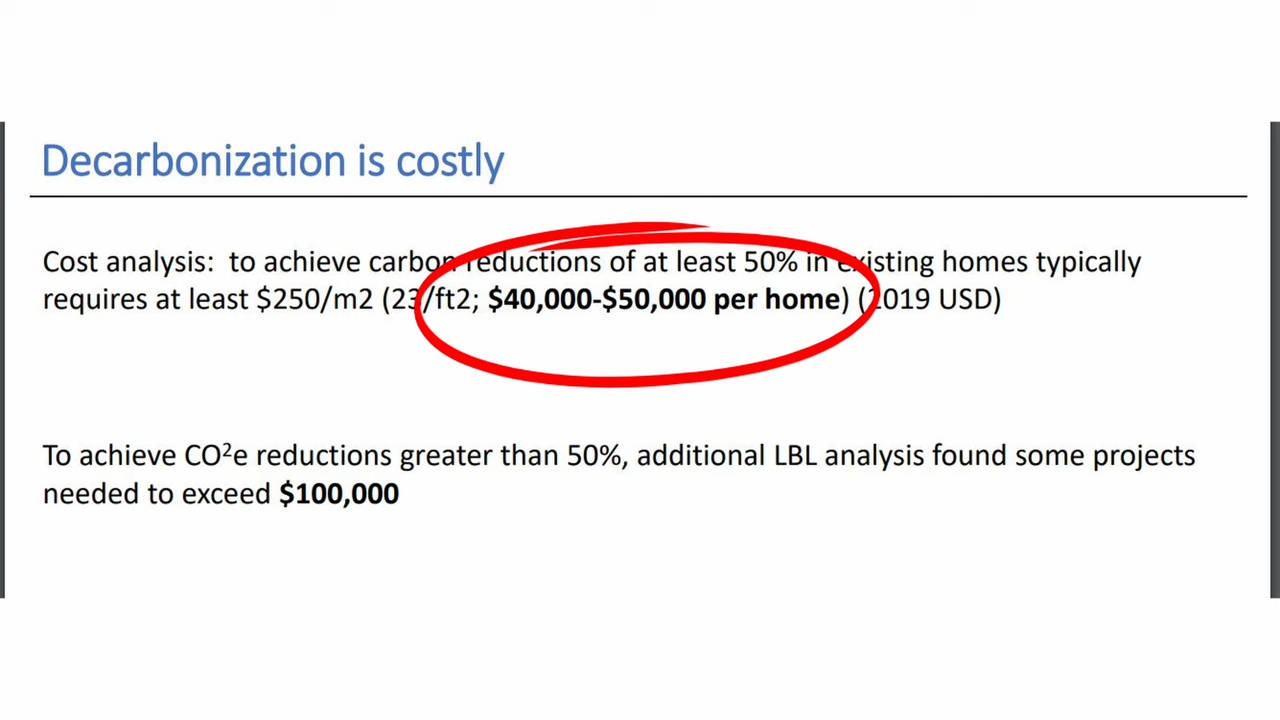 Decarbonization is costly
Cost analysis:  to achieve carbon reductions of at least 50% in existing homes typically
requires at least $250/m2 (23/ft2; $40,000-$50,000 per home) (2019 USD)
To achieve CO²e reductions greater than 50%, additional LBL analysis found some projects
needed to exceed $100,000